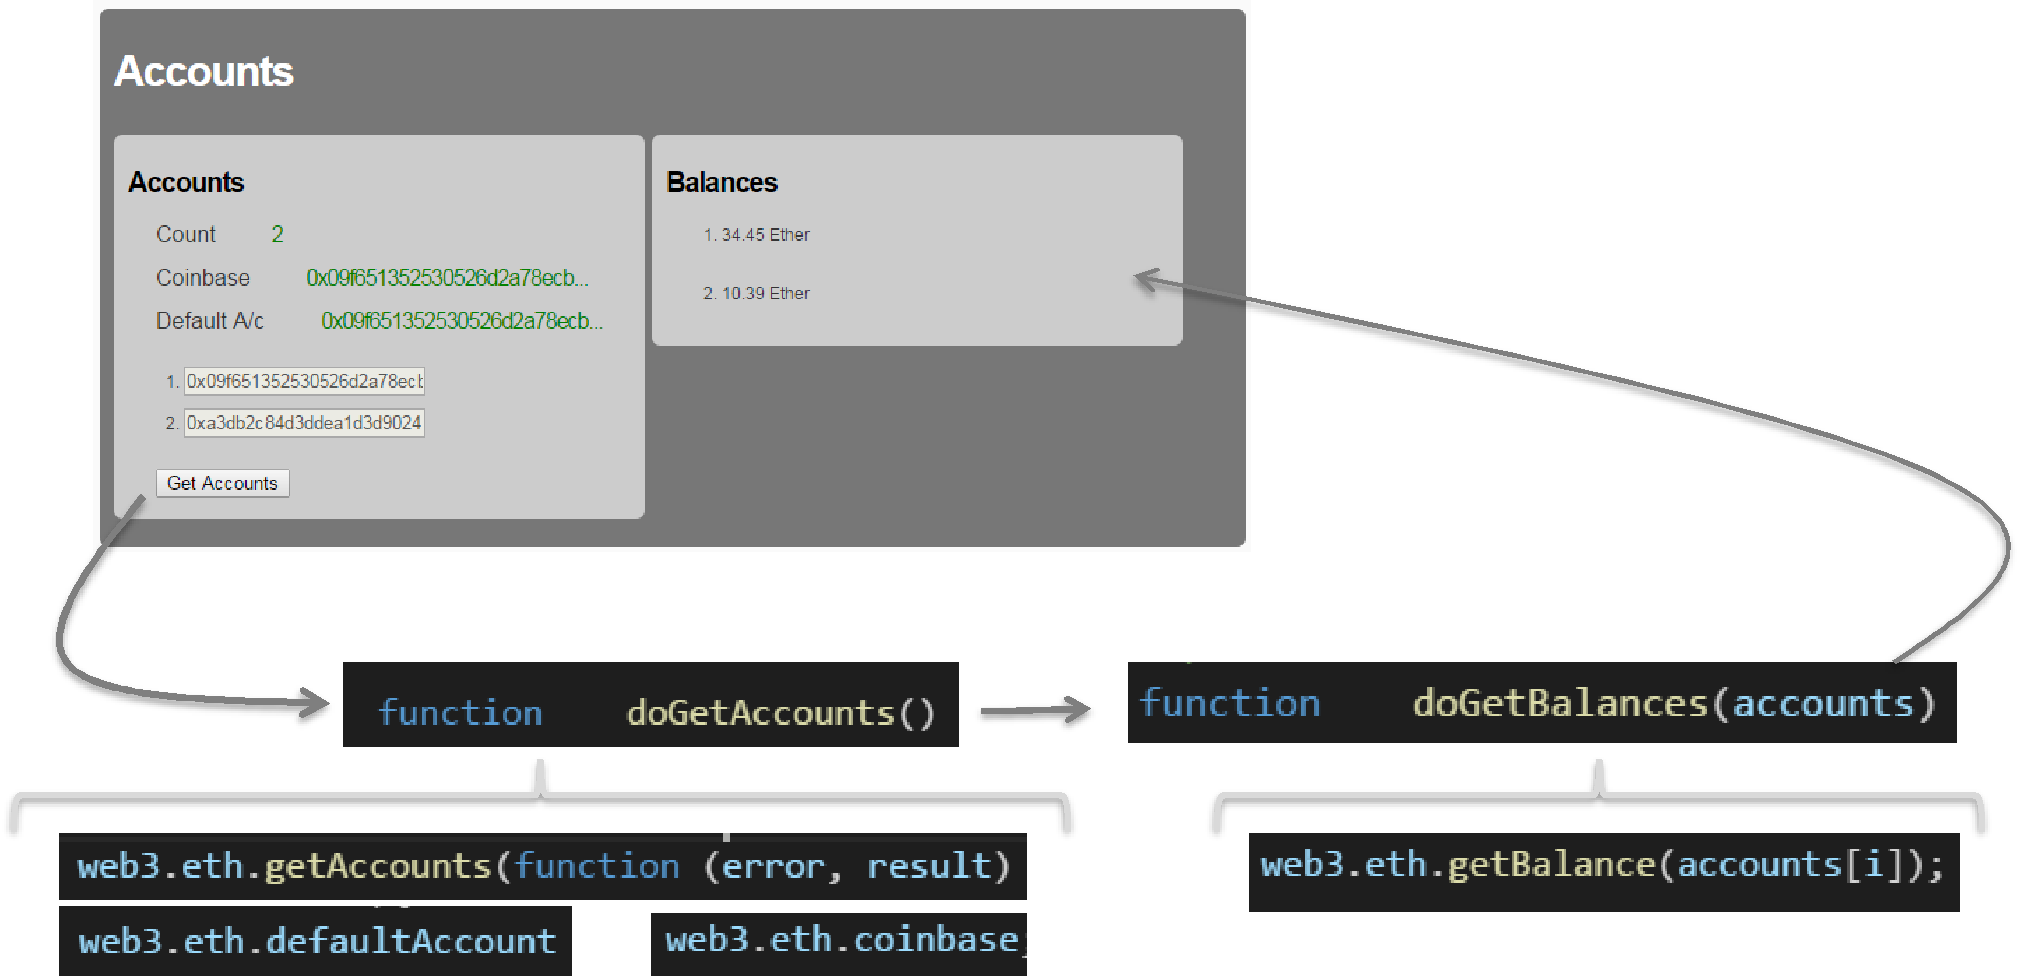 Accounts
Accounts
Count 2
Coinbase 0x09f651352530526d2a78ecb...
Default A/c 0x09f651352530526d2a78ecb...
1. 0x09f651352530526d2a78ecb
2. 0xa3db2c84d3ddea1d3d9024
Get Accounts
Balances
1. 34.45 Ether
2. 10.39 Ether
function doGetAccounts()
function doGetBalances(accounts)
web3.eth.getAccounts(function (error, result)
web3.eth.defaultAccount
web3.eth.coinbase;
web3.eth.getBalance(accounts[i]);